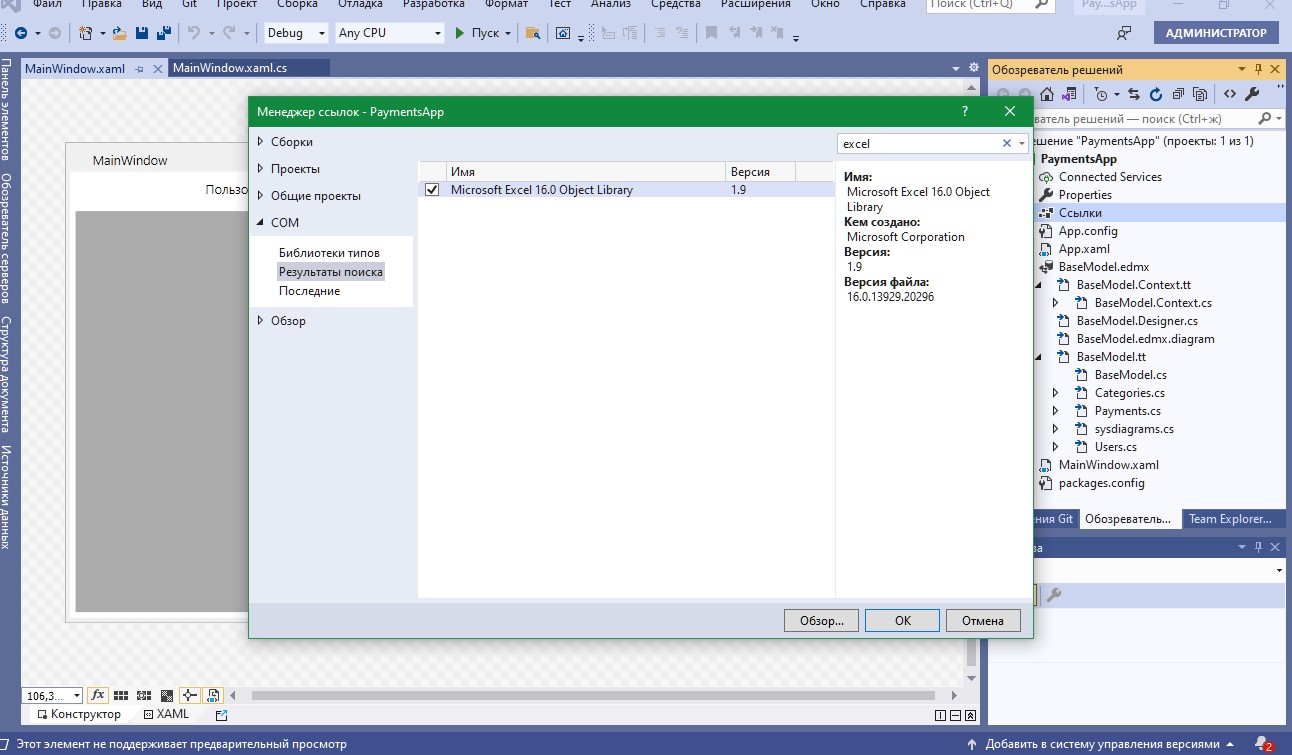 Файл Правка Вид Git Проект Сборка Отладка Разработка Формат Тест Анализ Средства Расширения Окно Справка Поиск (Ctrl+Q) Pay...sApp
Debug Any CPU Пуск АДМИНИСТРАТОР
MainWindow.xaml MainWindow.xaml.cs
Панель элементов
Обозреватель серверов
Структура документа
Источники данных
MainWindow
Пользо
Менеджер ссылок - PaymentsApp ?
Сборки
Проекты
Общие проекты
COM
Библиотеки типов
Результаты поиска
Последние
Обзор
excel
Имя Версия
Microsoft Excel 16.0 Object Library 1.9
Имя:
Microsoft Excel 16.0 Object
Library
Кем создано:
Microsoft Corporation
Версия:
1.9
Версия файла:
16.0.13929.20296
Обзор... ОК Отмена
Обозреватель решений
ватель решений — поиск (Ctrl+ж)
шение "PaymentsApp" (проекты: 1 из 1)
PaymentsApp
Connected Services
Properties
Ссылки
App.config
App.xaml
BaseModel.edmx
BaseModel.Context.tt
BaseModel.Context.cs
BaseModel.Designer.cs
BaseModel.edmx.diagram
BaseModel.tt
BaseModel.cs
Categories.cs
Payments.cs
sysdiagrams.cs
Users.cs
MainWindow.xaml
packages.config
ния Git Обозреватель... Team Explorer...
ва
106,3... fx
Конструктор XAML
Этот элемент не поддерживает предварительный просмотр Добавить в систему управления версиями 2